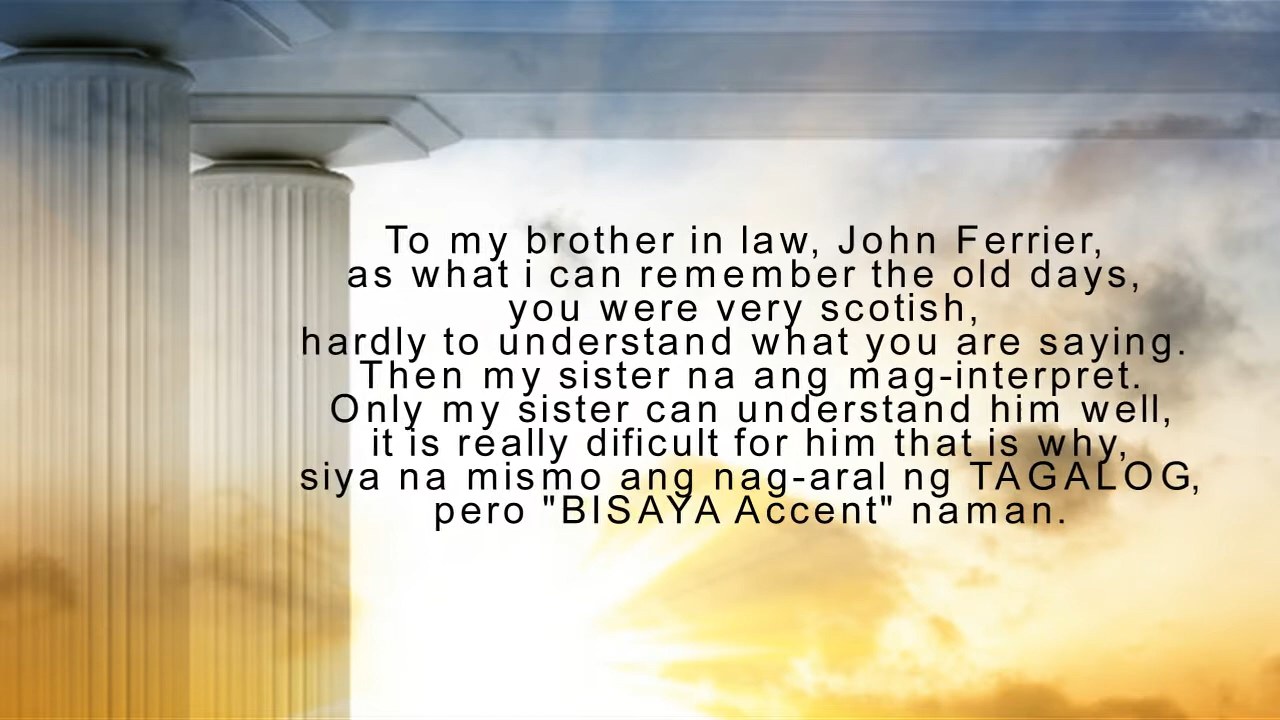 To my brother in law, John Ferrier,
as what i can remember the old days,
you were very scotish,
hardly to understand what you are saying.
Then my sister na ang mag-interpret.
Only my sister can understand him well,
it is really dificult for him that is why,
siya na mismo ang nag-aral ng TAGALOG,
pero "BISAYA Accent" naman.